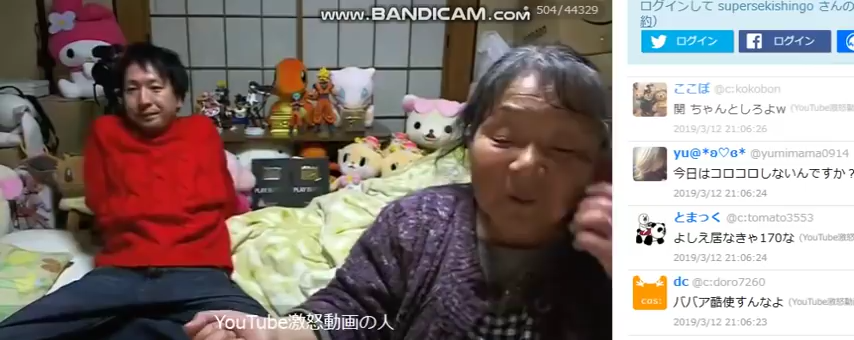 www.BANDICAM.com
504/44329
PLAY
YouTube激怒動画の人
ログインして supersekishingo さんの
約)
ログイン
ログイン
ここぽ @c:kokobon
関 ちゃんとしろよw (YouTube激怒動
2019/3/12 21:06:26
yu@*ʚ♡ɞ* @yumimama0914
今日はコロコロしないんですか?
2019/3/12 21:06:24
とまっく @c:tomato3553
よしえ居なきゃ170な (YouTube激怒
2019/3/12 21:06:24
dc @c:doro7260
cos:
ババア酷使すんなよ (YouTube激怒動
2019/3/12 21:06:23